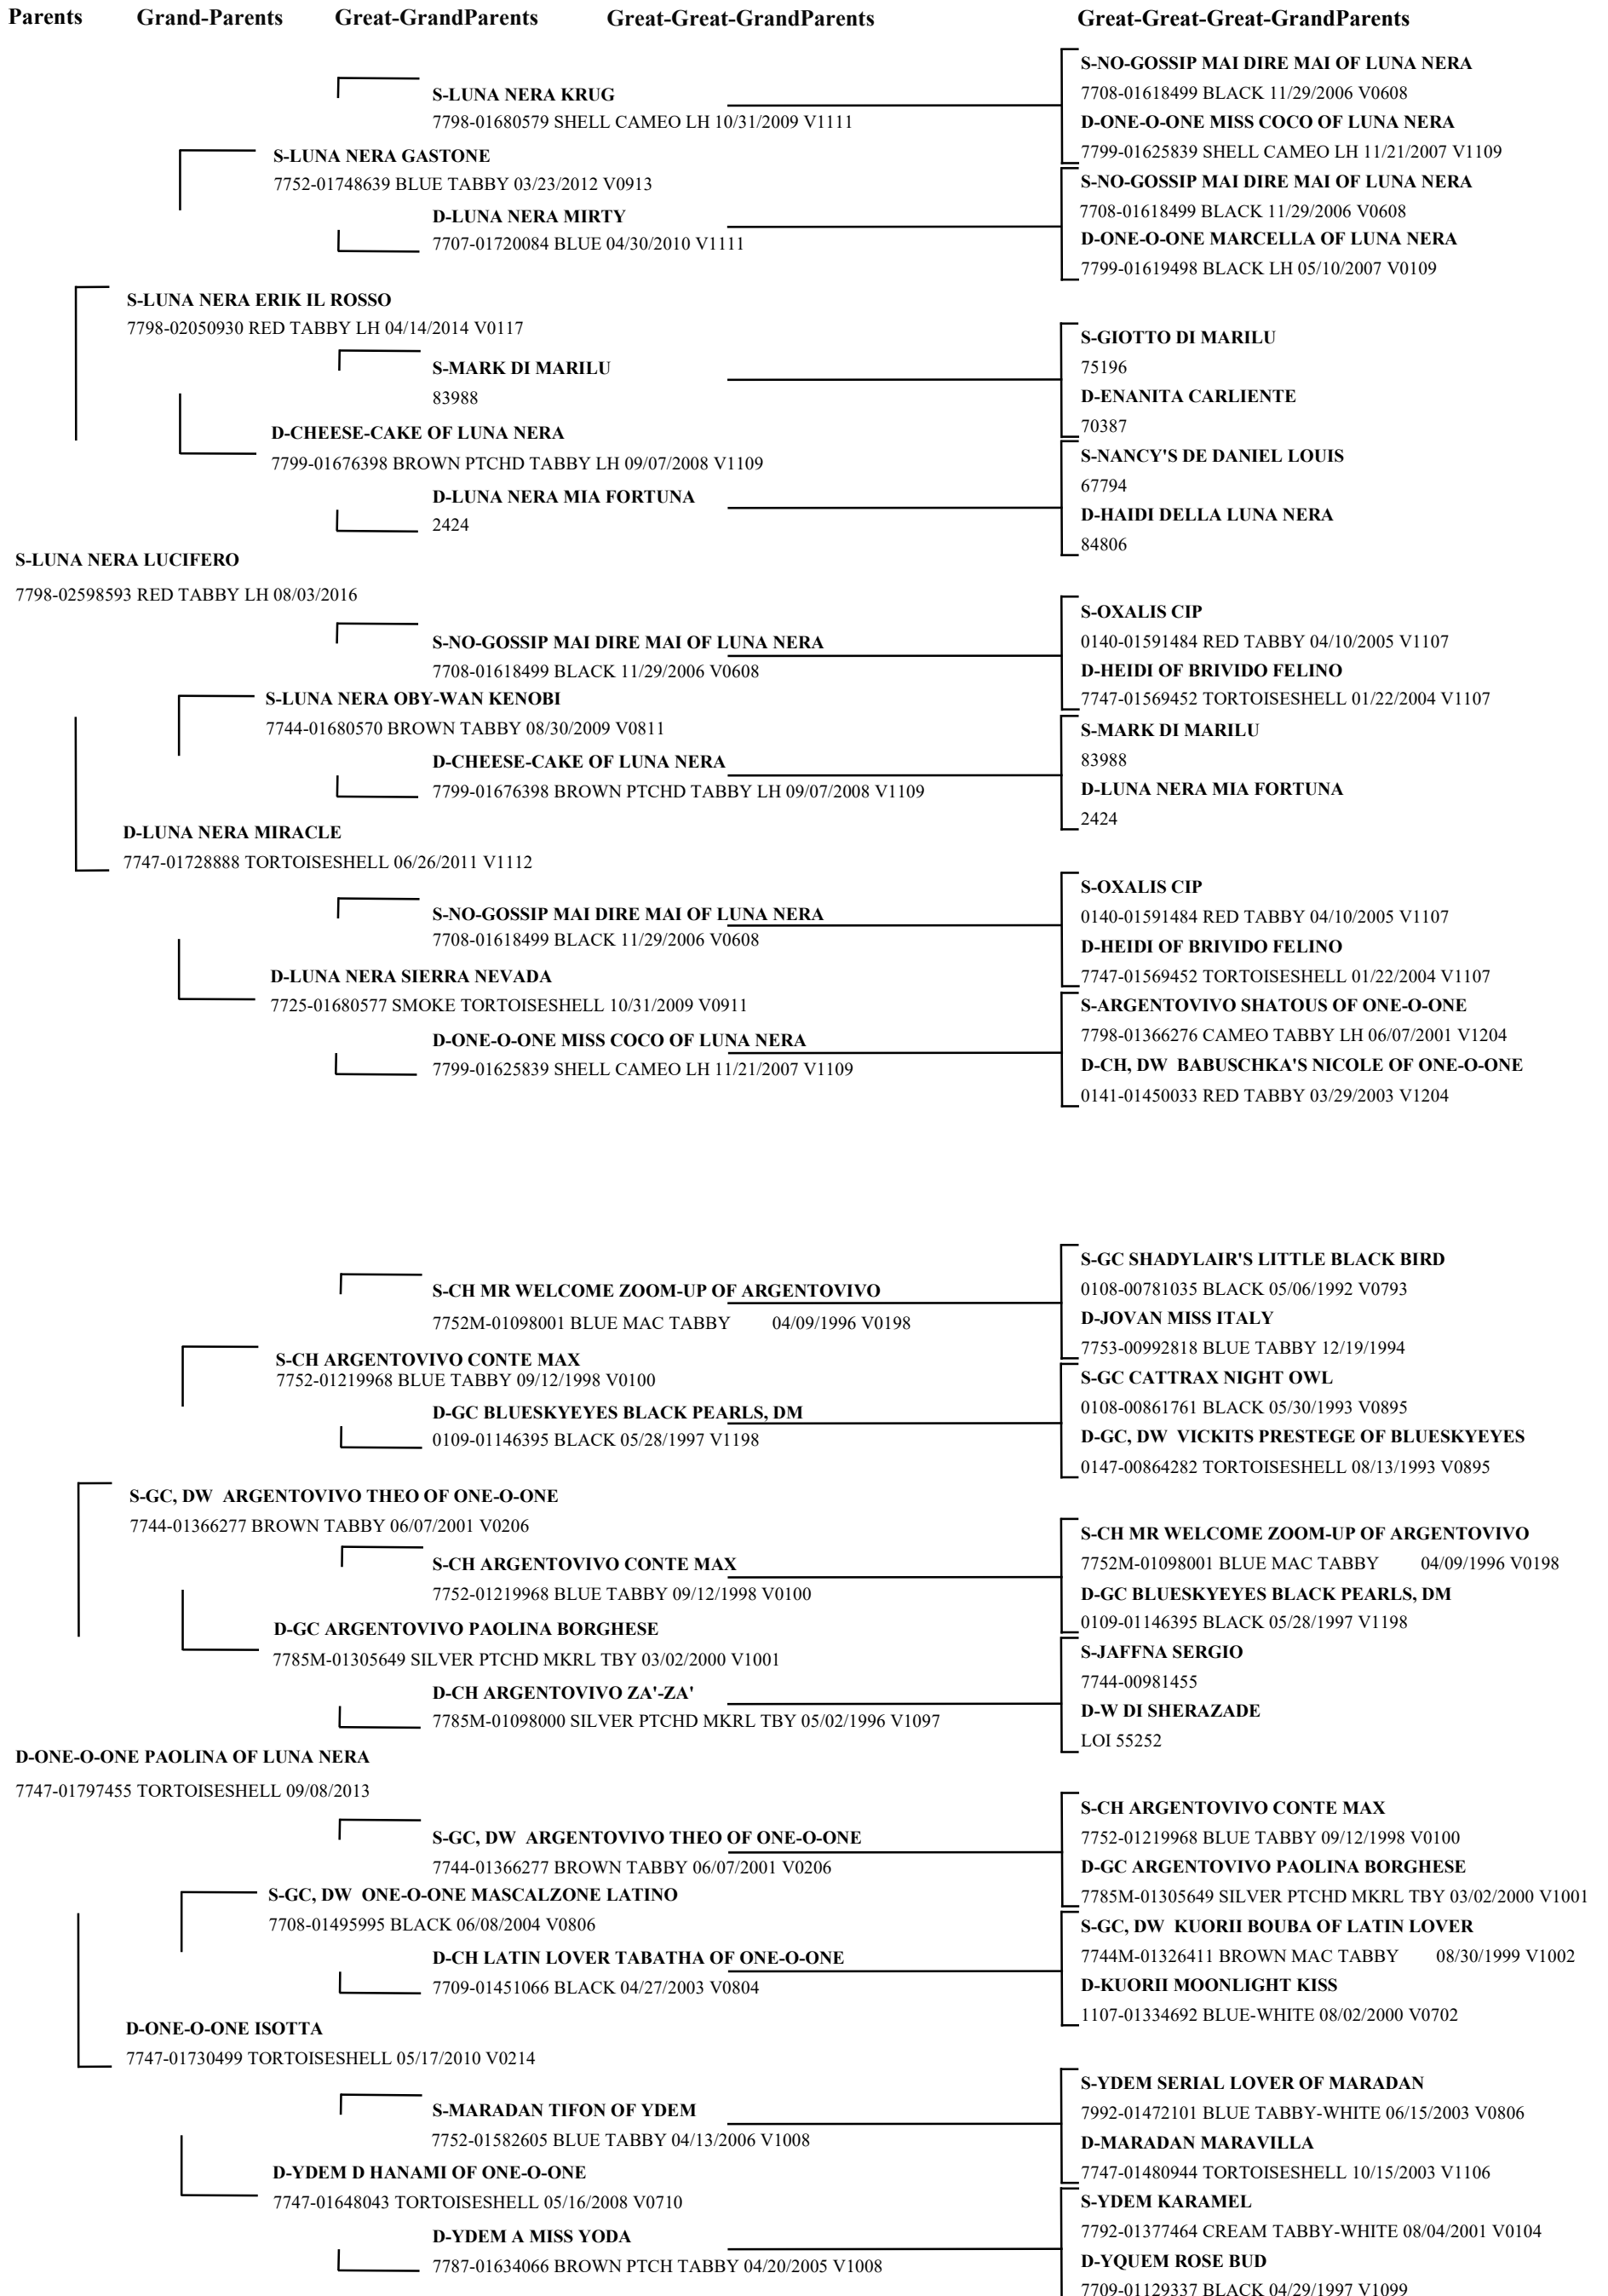 Parents Grand-Parents Great-GrandParents Great-Great-GrandParents Great-Great-Great-GrandParents
S-NO-GOSSIP MAI DIRE MAI OF LUNA NERA
S-LUNA NERA KRUG
7708-01618499 BLACK 11/29/2006 V0608
7798-01680579 SHELL CAMEO LH 10/31/2009 V1111
D-ONE-O-ONE MISS COCO OF LUNA NERA
S-LUNA NERA GASTONE
7799-01625839 SHELL CAMEO LH 11/21/2007 V1109
7752-01748639 BLUE TABBY 03/23/2012 V0913
S-NO-GOSSIP MAI DIRE MAI OF LUNA NERA
D-LUNA NERA MIRTY
7708-01618499 BLACK 11/29/2006 V0608
7707-01720084 BLUE 04/30/2010 V1111
D-ONE-O-ONE MARCELLA OF LUNA NERA
7799-01619498 BLACK LH 05/10/2007 V0109
S-LUNA NERA ERIK IL ROSSO
7798-02050930 RED TABBY LH 04/14/2014 V0117
S-GIOTTO DI MARILU
S-MARK DI MARILU
75196
83988
D-ENANITA CARLIENTE
70387
D-CHEESE-CAKE OF LUNA NERA
7799-01676398 BROWN PTCHD TABBY LH 09/07/2008 V1109
S-NANCY'S DE DANIEL LOUIS
D-LUNA NERA MIA FORTUNA
67794
2424
D-HAIDI DELLA LUNA NERA
84806
S-LUNA NERA LUCIFERO
7798-02598593 RED TABBY LH 08/03/2016
S-OXALIS CIP
S-NO-GOSSIP MAI DIRE MAI OF LUNA NERA
0140-01591484 RED TABBY 04/10/2005 V1107
7708-01618499 BLACK 11/29/2006 V0608
D-HEIDI OF BRIVIDO FELINO
S-LUNA NERA OBY-WAN KENOBI
7747-01569452 TORTOISESHELL 01/22/2004 V1107
7744-01680570 BROWN TABBY 08/30/2009 V0811
S-MARK DI MARILU
D-CHEESE-CAKE OF LUNA NERA
83988
7799-01676398 BROWN PTCHD TABBY LH 09/07/2008 V1109
D-LUNA NERA MIA FORTUNA
2424
D-LUNA NERA MIRACLE
7747-01728888 TORTOISESHELL 06/26/2011 V1112
S-OXALIS CIP
S-NO-GOSSIP MAI DIRE MAI OF LUNA NERA
0140-01591484 RED TABBY 04/10/2005 V1107
7708-01618499 BLACK 11/29/2006 V0608
D-HEIDI OF BRIVIDO FELINO
D-LUNA NERA SIERRA NEVADA
7747-01569452 TORTOISESHELL 01/22/2004 V1107
7725-01680577 SMOKE TORTOISESHELL 10/31/2009 V0911
S-ARGENTOVIVO SHATOUS OF ONE-O-ONE
D-ONE-O-ONE MISS COCO OF LUNA NERA
7798-01366276 CAMEO TABBY LH 06/07/2001 V1204
7799-01625839 SHELL CAMEO LH 11/21/2007 V1109
D-CH, DW BABUSCHKA'S NICOLE OF ONE-O-ONE
0141-01450033 RED TABBY 03/29/2003 V1204
S-GC SHADYLAIR'S LITTLE BLACK BIRD
S-CH MR WELCOME ZOOM-UP OF ARGENTOVIVO
0108-00781035 BLACK 05/06/1992 V0793
7752M-01098001 BLUE MAC TABBY 04/09/1996 V0198
D-JOVAN MISS ITALY
7753-00992818 BLUE TABBY 12/19/1994
S-CH ARGENTOVIVO CONTE MAX
7752-01219968 BLUE TABBY 09/12/1998 V0100
S-GC CATTRAX NIGHT OWL
D-GC BLUESKYEYES BLACK PEARLS, DM
0108-00861761 BLACK 05/30/1993 V0895
0109-01146395 BLACK 05/28/1997 V1198
D-GC, DW VICKITS PRESTEGE OF BLUESKYEYES
0147-00864282 TORTOISESHELL 08/13/1993 V0895
S-GC, DW ARGENTOVIVO THEO OF ONE-O-ONE
7744-01366277 BROWN TABBY 06/07/2001 V0206
S-CH MR WELCOME ZOOM-UP OF ARGENTOVIVO
S-CH ARGENTOVIVO CONTE MAX
7752M-01098001 BLUE MAC TABBY 04/09/1996 V0198
7752-01219968 BLUE TABBY 09/12/1998 V0100
D-GC BLUESKYEYES BLACK PEARLS, DM
0109-01146395 BLACK 05/28/1997 V1198
D-GC ARGENTOVIVO PAOLINA BORGHESE
7785M-01305649 SILVER PTCHD MKRL TBY 03/02/2000 V1001
S-JAFFNA SERGIO
7744-00981455
D-CH ARGENTOVIVO ZA'-ZA'
D-W DI SHERAZADE
7785M-01098000 SILVER PTCHD MKRL TBY 05/02/1996 V1097
LOI 55252
D-ONE-O-ONE PAOLINA OF LUNA NERA
7747-01797455 TORTOISESHELL 09/08/2013
S-CH ARGENTOVIVO CONTE MAX
S-GC, DW ARGENTOVIVO THEO OF ONE-O-ONE
7752-01219968 BLUE TABBY 09/12/1998 V0100
7744-01366277 BROWN TABBY 06/07/2001 V0206
D-GC ARGENTOVIVO PAOLINA BORGHESE
S-GC, DW ONE-O-ONE MASCALZONE LATINO
7785M-01305649 SILVER PTCHD MKRL TBY 03/02/2000 V1001
7708-01495995 BLACK 06/08/2004 V0806
S-GC, DW KUORII BOUBA OF LATIN LOVER
D-CH LATIN LOVER TABATHA OF ONE-O-ONE
7744M-01326411 BROWN MAC TABBY 08/30/1999 V1002
7709-01451066 BLACK 04/27/2003 V0804
D-KUORII MOONLIGHT KISS
1107-01334692 BLUE-WHITE 08/02/2000 V0702
D-ONE-O-ONE ISOTTA
7747-01730499 TORTOISESHELL 05/17/2010 V0214
S-YDEM SERIAL LOVER OF MARADAN
S-MARADAN TIFON OF YDEM
7992-01472101 BLUE TABBY-WHITE 06/15/2003 V0806
7752-01582605 BLUE TABBY 04/13/2006 V1008
D-MARADAN MARAVILLA
D-YDEM D HANAMI OF ONE-O-ONE
7747-01480944 TORTOISESHELL 10/15/2003 V1106
7747-01648043 TORTOISESHELL 05/16/2008 V0710
S-YDEM KARAMEL
D-YDEM A MISS YODA
7792-01377464 CREAM TABBY-WHITE 08/04/2001 V0104
7787-01634066 BROWN PTCH TABBY 04/20/2005 V1008
D-YQUEM ROSE BUD
7709-01129337 BLACK 04/29/1997 V1099